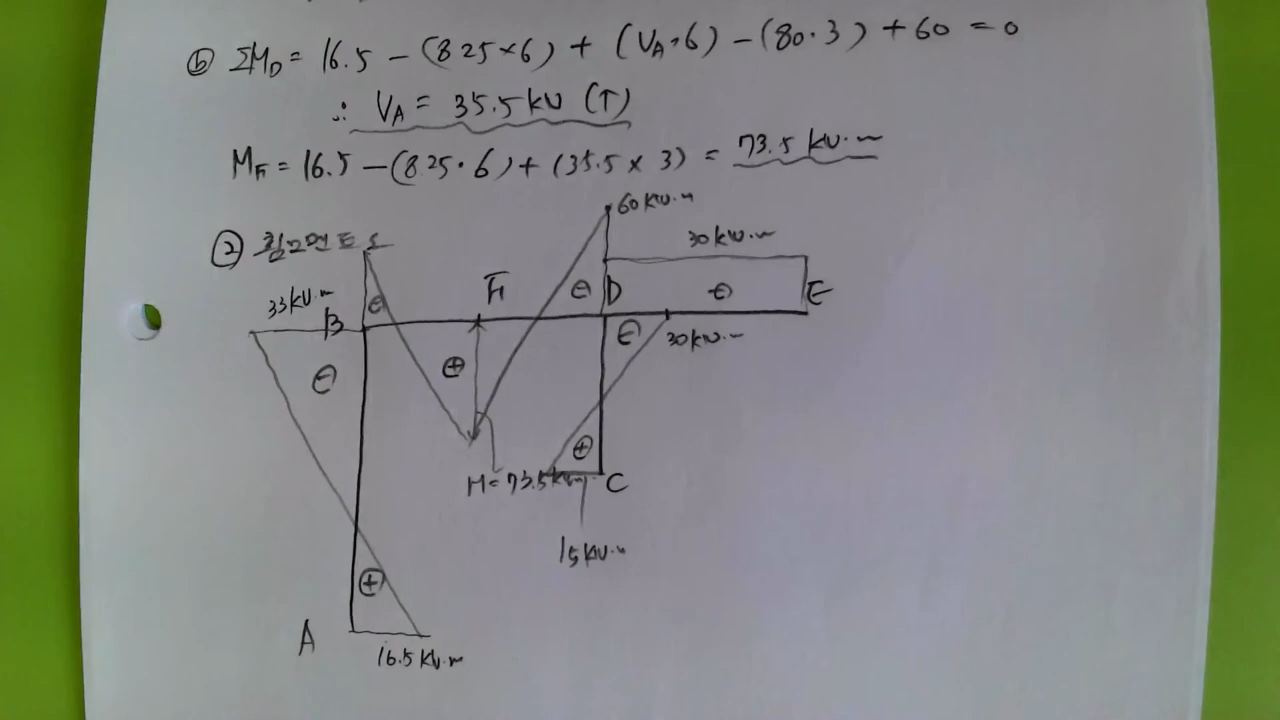 ⑥ ΣM_D = 16.5 - (8.25×6) + (V_A·6) - (80·3) + 60 = 0
∴ V_A = 35.5 kN (↑)
M_F = 16.5 - (8.25·6) + (35.5 × 3) = 73.5 kN·m
60 kN·m
② 휨모멘트도
30 kN·m
33 kN·m
B
⊖
F
⊖
D
⊖
E
⊖
⊕
⊖
30 kN·m
⊕
M = 73.5 kN·m
C
15 kN·m
⊕
A
16.5 kN·m